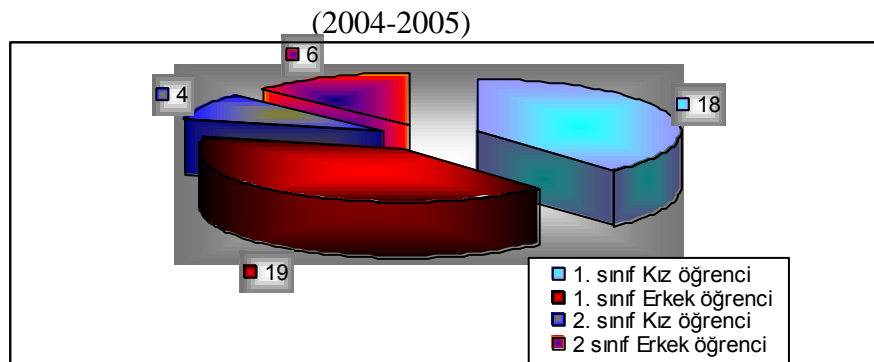 (2004-2005)
6
4
18
19
1. sınıf Kız öğrenci
1. sınıf Erkek öğrenci
2. sınıf Kız öğrenci
2 sınıf Erkek öğrenci